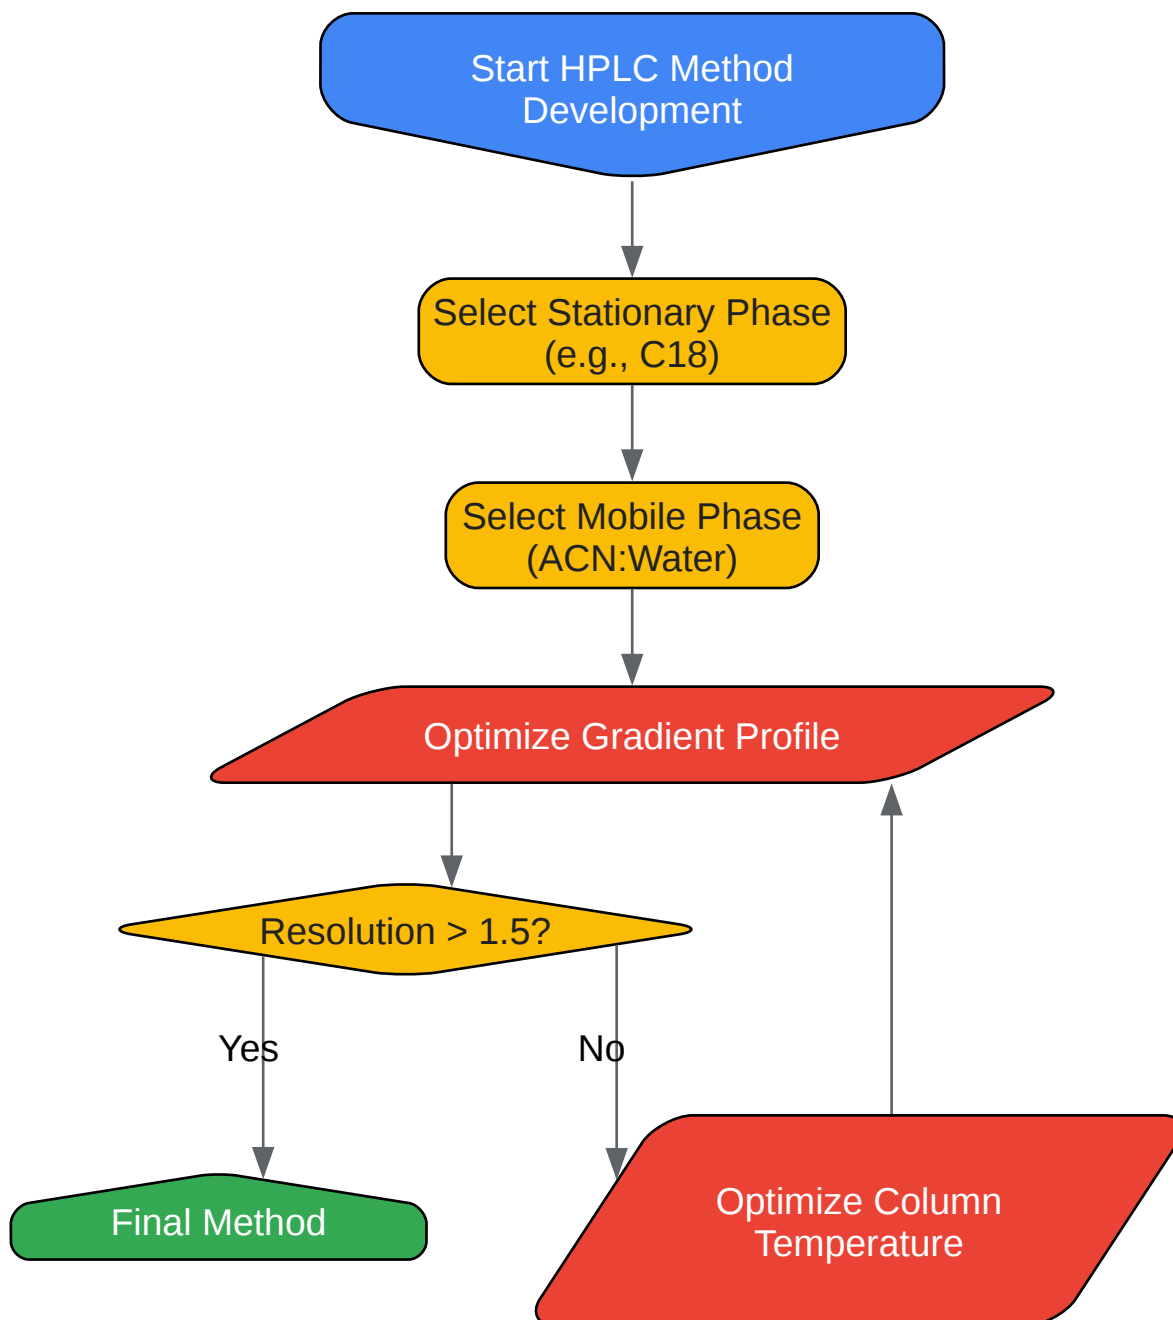 Start HPLC Method
Development
Select Stationary Phase
(e.g., C18)
Select Mobile Phase
(ACN:Water)
Optimize Gradient Profile
Resolution > 1.5?
Yes
No
Final Method
Optimize Column
Temperature